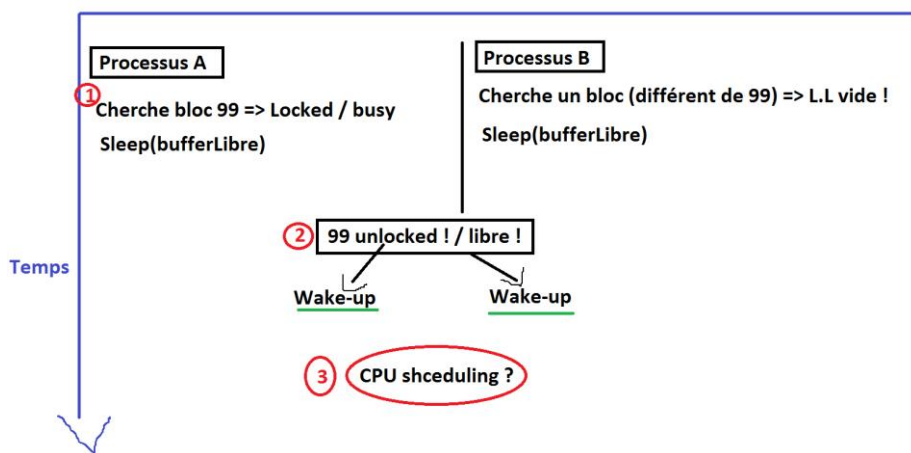 Processus A
1
Cherche bloc 99 => Locked / busy
Sleep(bufferLibre)
Processus B
Cherche un bloc (différent de 99) => L.L vide !
Sleep(bufferLibre)
2
99 unlocked ! / libre !
Temps
Wake-up
Wake-up
3
CPU shceduling ?